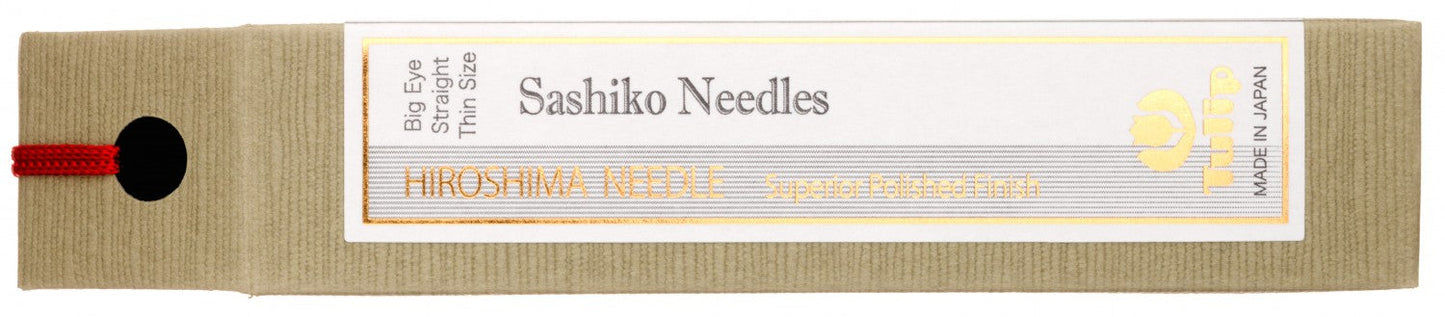 Big Eye
Straight
Thin Size
Sashiko Needles
HIROSHIMA NEEDLE Superior Polished Finish
Tulip
MADE IN JAPAN